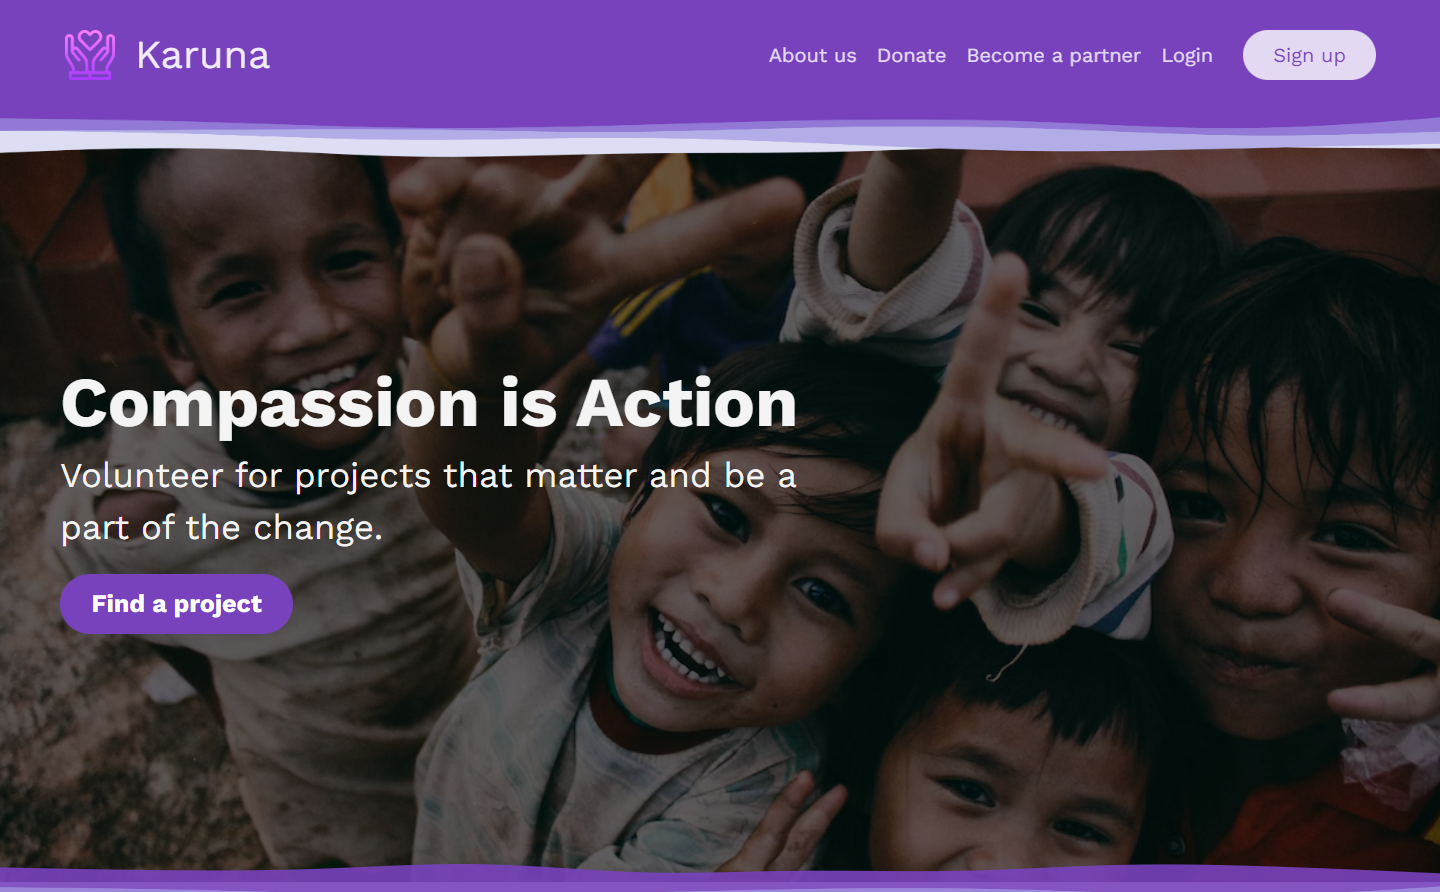 Karuna
About us Donate Become a partner Login Sign up
Compassion is Action
Volunteer for projects that matter and be a
part of the change.
Find a project